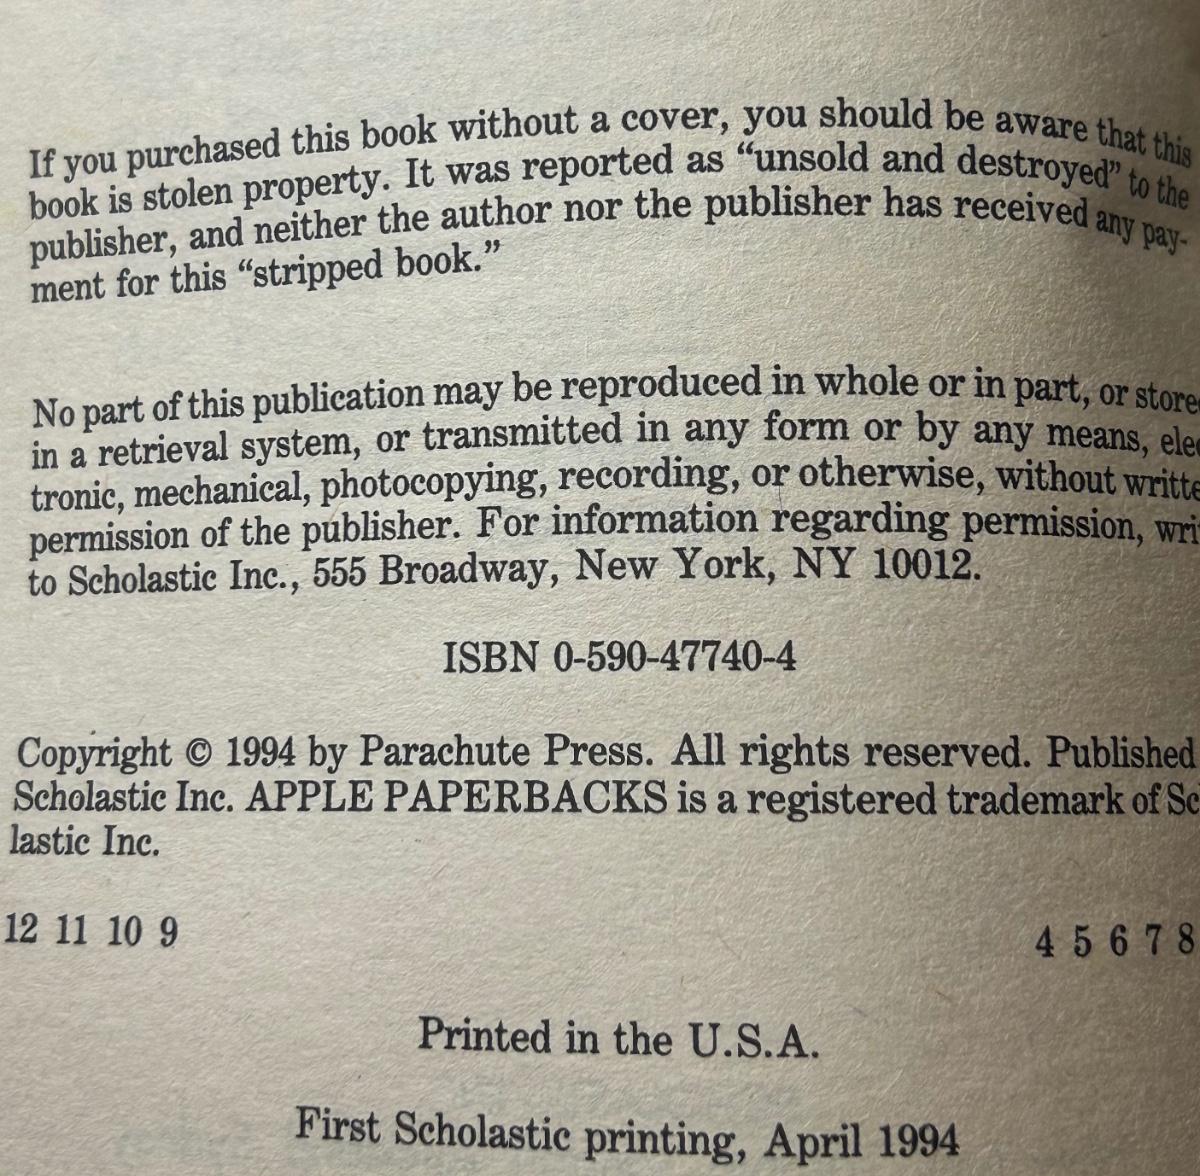 If you purchased this book without a cover, you should be aware that this
book is stolen property. It was reported as “unsold and destroyed” to the
publisher, and neither the author nor the publisher has received any pay-
ment for this “stripped book.”
No part of this publication may be reproduced in whole or in part, or store
in a retrieval system, or transmitted in any form or by any means, elec
tronic, mechanical, photocopying, recording, or otherwise, without writte
permission of the publisher. For information regarding permission, wri
to Scholastic Inc., 555 Broadway, New York, NY 10012.
ISBN 0-590-47740-4
Copyright © 1994 by Parachute Press. All rights reserved. Published
Scholastic Inc. APPLE PAPERBACKS is a registered trademark of Sc
lastic Inc.
12 11 10 9 4 5 6 7 8
Printed in the U.S.A.
First Scholastic printing, April 1994